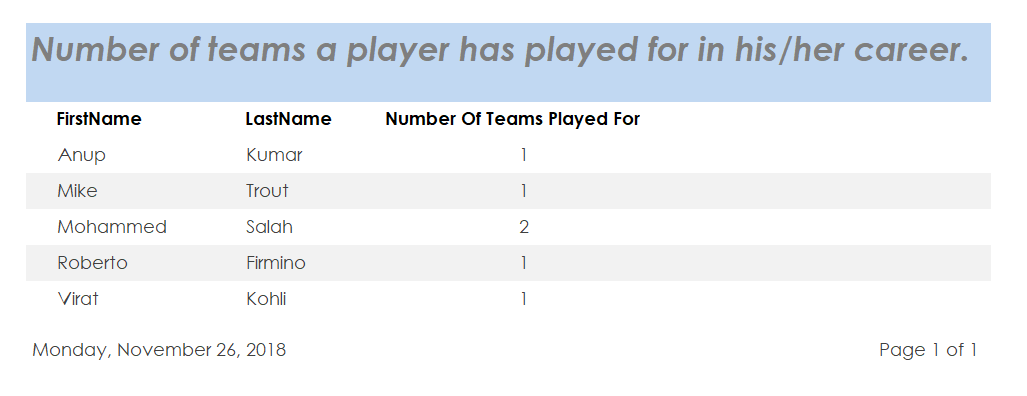 Number of teams a player has played for in his/her career.
FirstName LastName Number Of Teams Played For
Anup Kumar 1
Mike Trout 1
Mohammed Salah 2
Roberto Firmino 1
Virat Kohli 1
Monday, November 26, 2018 Page 1 of 1